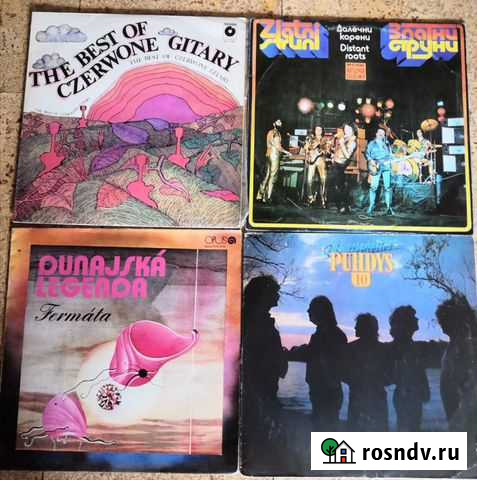 THE BEST OF
CZERWONE GITARY
THE BEST OF CZERWONE GITARY
Zlatni
struni
Далечни
корени
Distant
roots
Златни
струни
OPUS
DUNAJSKÁ
LEGENDA
Fermáta
PUHDYS
10
rosndv.ru